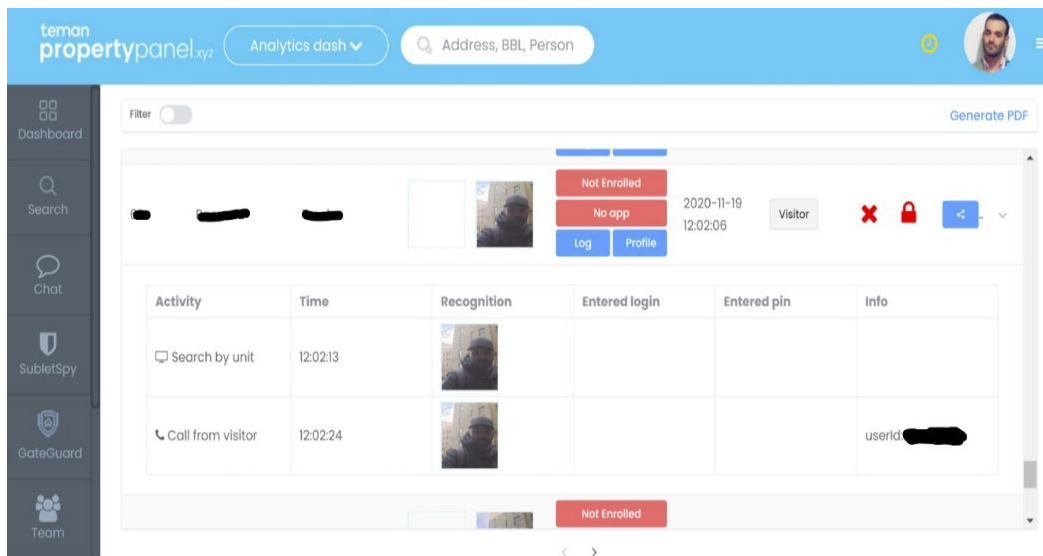 teman
propertypanel.xyz
Analytics dash
Address, BBL, Person
Dashboard
Search
Chat
SubletSpy
GateGuard
Team
Filter
Generate PDF
Not Enrolled
No app
Log Profile
2020-11-19
12:02:06
Visitor
Activity Time Recognition Entered login Entered pin Info
Search by unit 12:02:13
Call from visitor 12:02:24 userId:
Not Enrolled